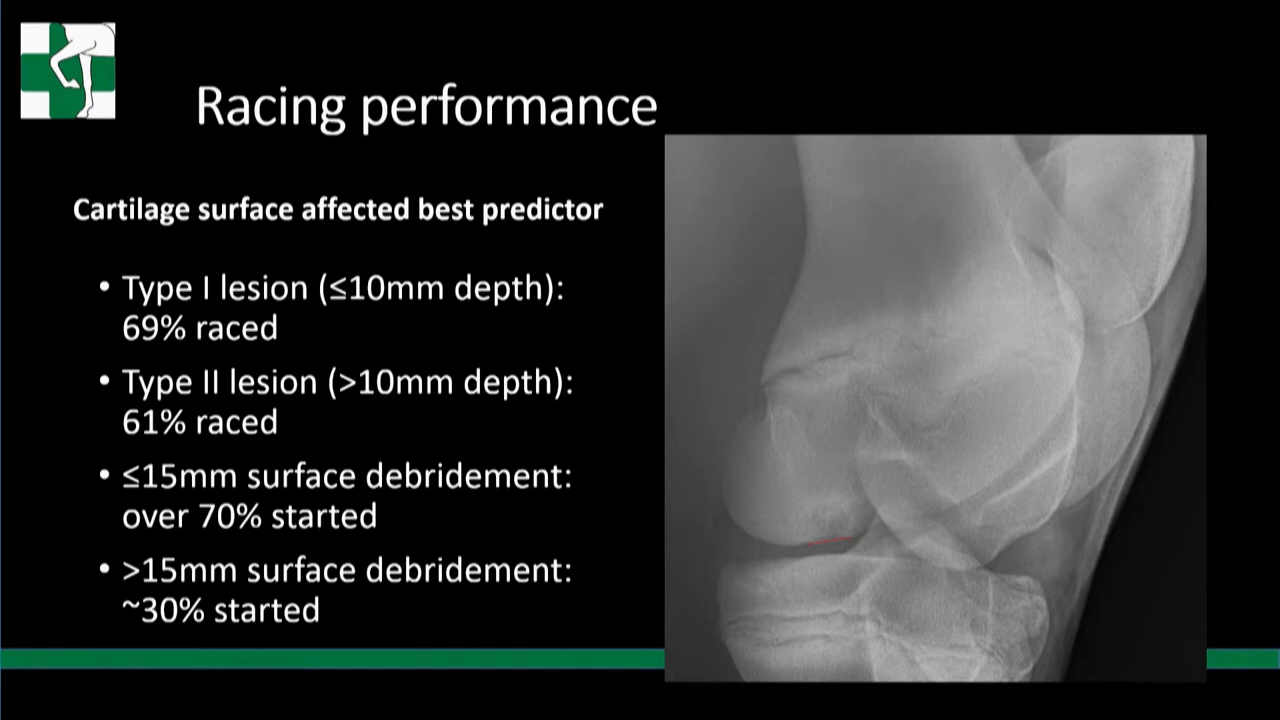 Racing performance
Cartilage surface affected best predictor
• Type I lesion (≤10mm depth):
69% raced
• Type II lesion (>10mm depth):
61% raced
• ≤15mm surface debridement:
over 70% started
• >15mm surface debridement:
~30% started